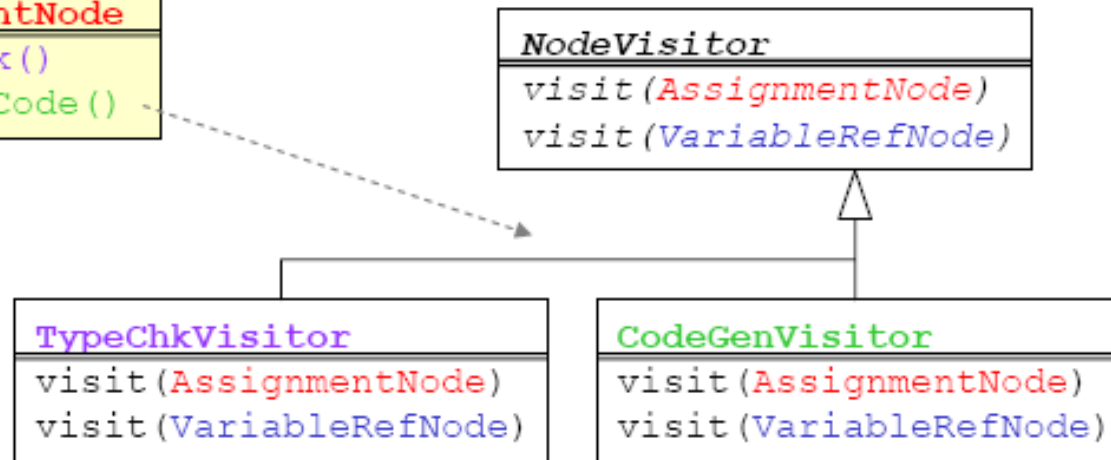 ntNode
k()
Code()
NodeVisitor
visit(AssignmentNode)
visit(VariableRefNode)
TypeChkVisitor
visit(AssignmentNode)
visit(VariableRefNode)
CodeGenVisitor
visit(AssignmentNode)
visit(VariableRefNode)